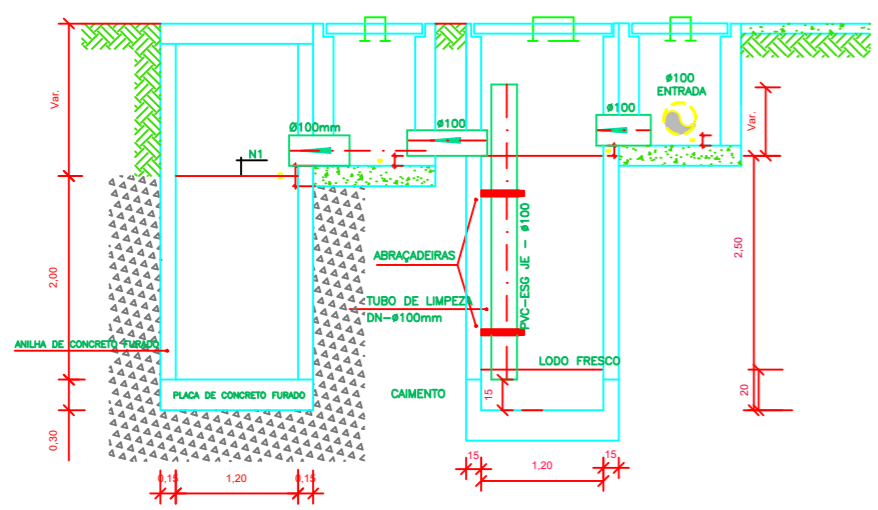 Ø100
ENTRADA
Var.
Var.
Ø100mm
Ø100
Ø100
N1
2,00
2,50
ABRAÇADEIRAS
PVC-ESG JE - Ø100
TUBO DE LIMPEZA
DN-Ø100mm
ANILHA DE CONCRETO FURADO
LODO FRESCO
PLACA DE CONCRETO FURADO
CAIMENTO
15
20
0,30
0,15
1,20
0,15
15
1,20
15